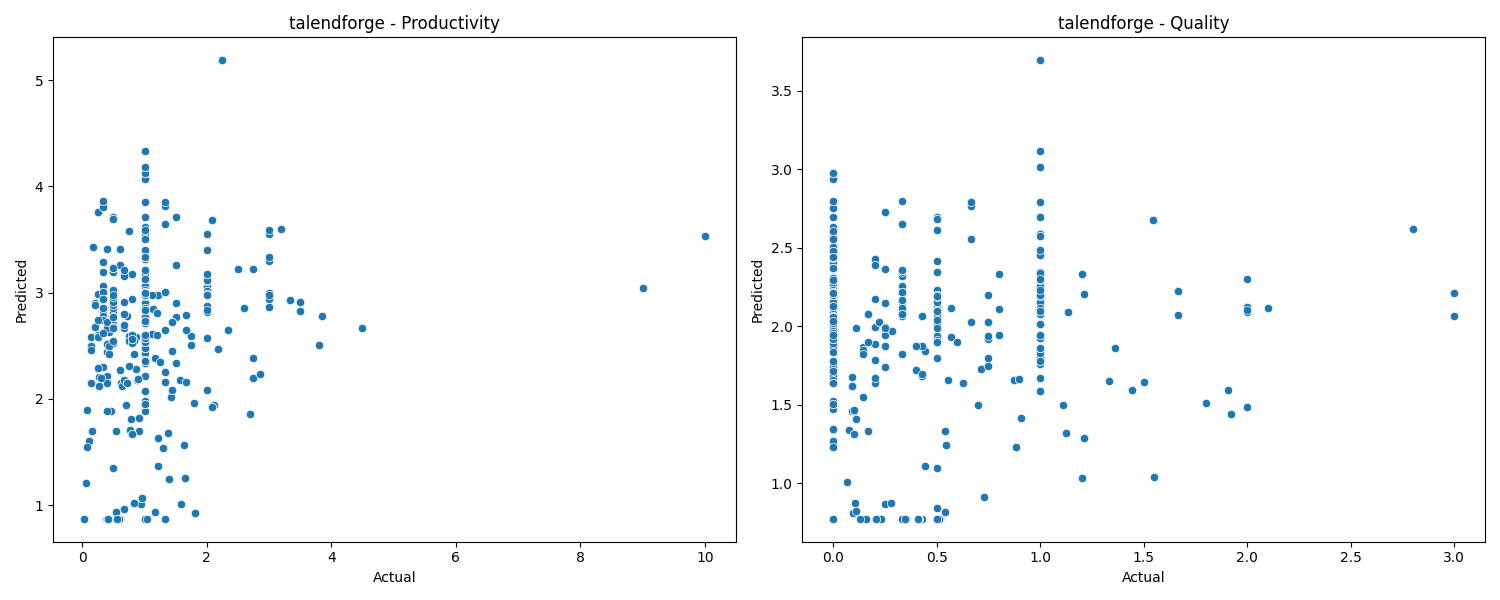 talendforge - Productivity
Predicted
5
4
3
2
1
0 2 4 6 8 10
Actual
talendforge - Quality
Predicted
3.5
3.0
2.5
2.0
1.5
1.0
0.0 0.5 1.0 1.5 2.0 2.5 3.0
Actual